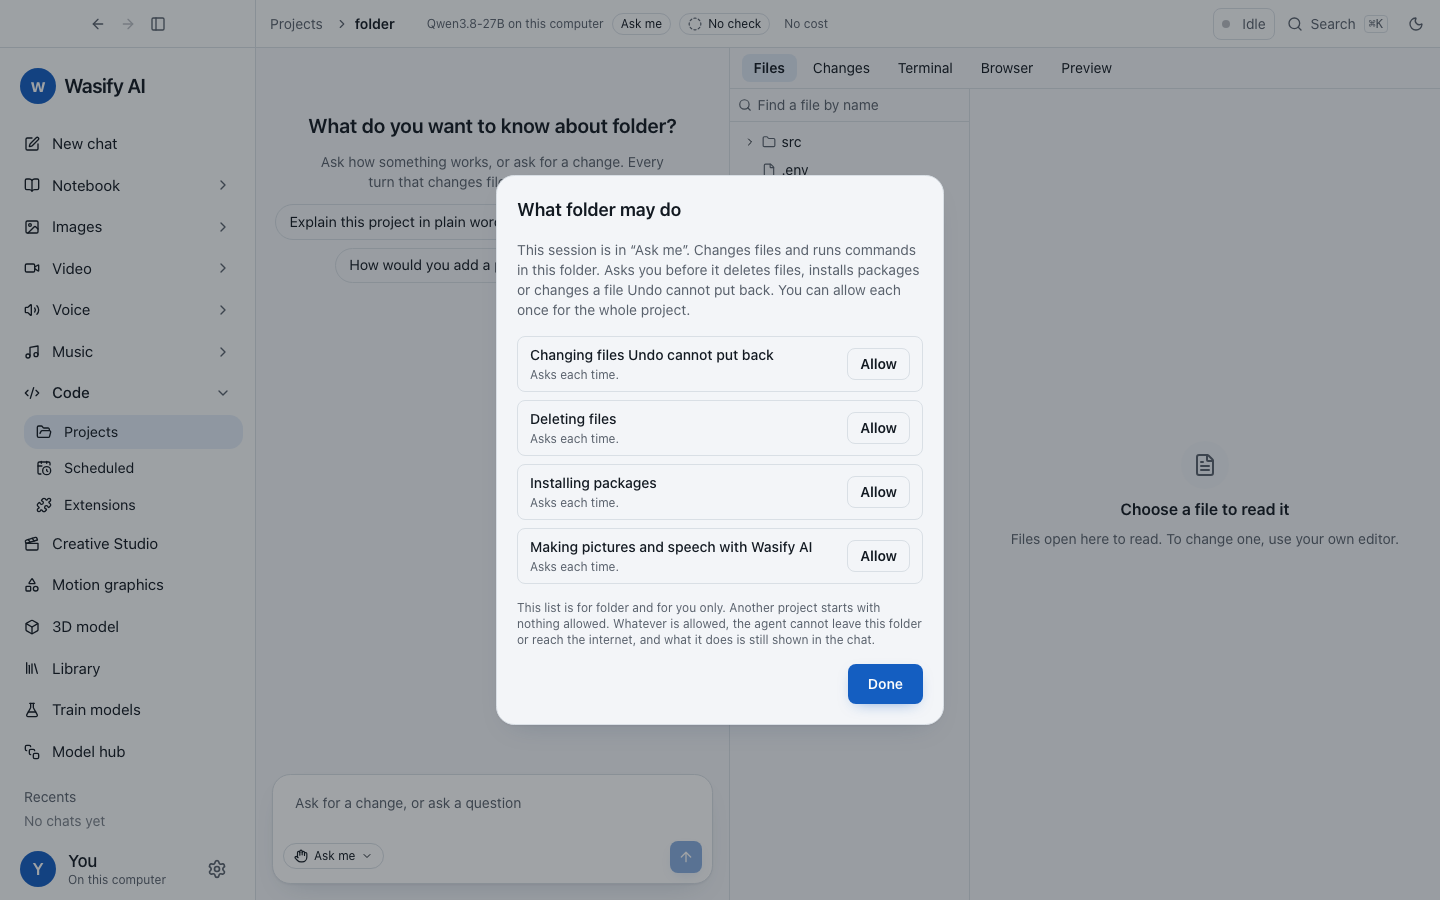 Projects
folder
Qwen3.8-27B on this computer
Ask me
No check
No cost
Idle
Search
⌘K
w
Wasify AI
New chat
Notebook
Images
Video
Voice
Music
Code
Projects
Scheduled
Extensions
Creative Studio
Motion graphics
3D model
Library
Train models
Model hub
Recents
No chats yet
Y
You
On this computer
What do you want to know about folder?
Ask how something works, or ask for a change. Every
turn that changes
Explain this project in plain
How would you add a
Ask for a change, or ask a question
Ask me
Files
Changes
Terminal
Browser
Preview
Find a file by name
src
.env
Choose a file to read it
Files open here to read. To change one, use your own editor.
What folder may do
This session is in “Ask me”. Changes files and runs commands
in this folder. Asks you before it deletes files, installs packages
or changes a file Undo cannot put back. You can allow each
once for the whole project.
Changing files Undo cannot put back
Asks each time.
Allow
Deleting files
Asks each time.
Allow
Installing packages
Asks each time.
Allow
Making pictures and speech with Wasify AI
Asks each time.
Allow
This list is for folder and for you only. Another project starts with
nothing allowed. Whatever is allowed, the agent cannot leave this folder
or reach the internet, and what it does is still shown in the chat.
Done